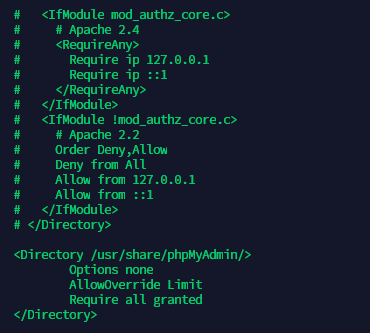 #   <IfModule mod_authz_core.c>
#     # Apache 2.4
#     <RequireAny>
#       Require ip 127.0.0.1
#       Require ip ::1
#     </RequireAny>
#   </IfModule>
#   <IfModule !mod_authz_core.c>
#     # Apache 2.2
#     Order Deny,Allow
#     Deny from All
#     Allow from 127.0.0.1
#     Allow from ::1
#   </IfModule>
# </Directory>
<Directory /usr/share/phpMyAdmin/>
        Options none
        AllowOverride Limit
        Require all granted
</Directory>